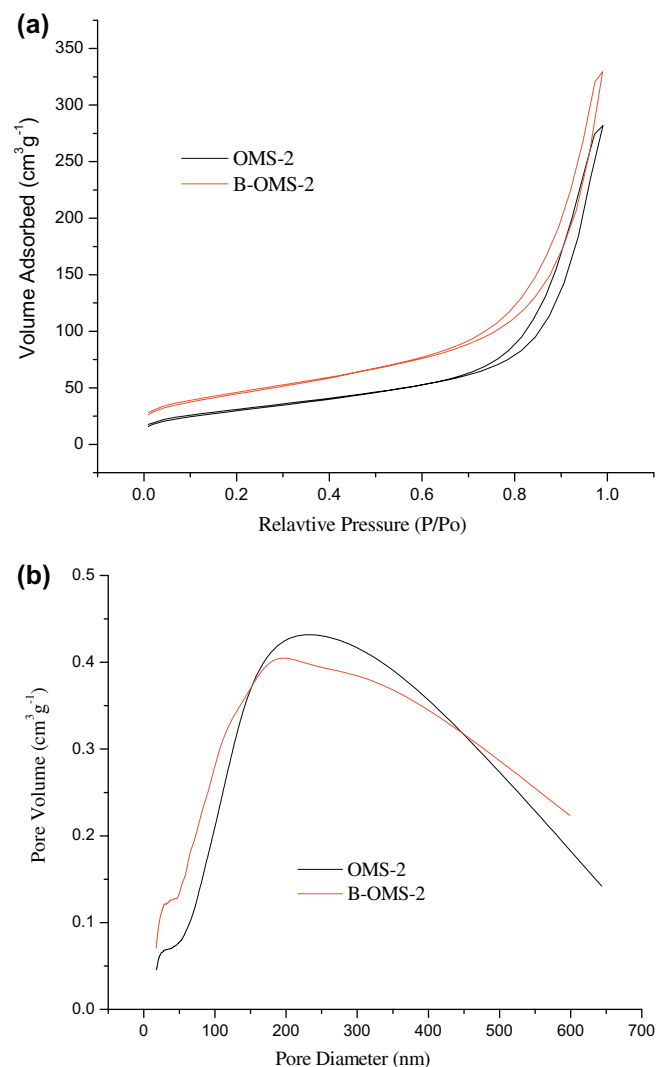 (a)
350
300
250
200
150
100
50
0
Volume Adsorbed (cm³g⁻¹)
OMS-2
B-OMS-2
0.0 0.2 0.4 0.6 0.8 1.0
Relavtive Pressure (P/Po)
(b)
0.5
0.4
0.3
0.2
0.1
0.0
Pore Volume (cm³g⁻¹)
OMS-2
B-OMS-2
0 100 200 300 400 500 600 700
Pore Diameter (nm)